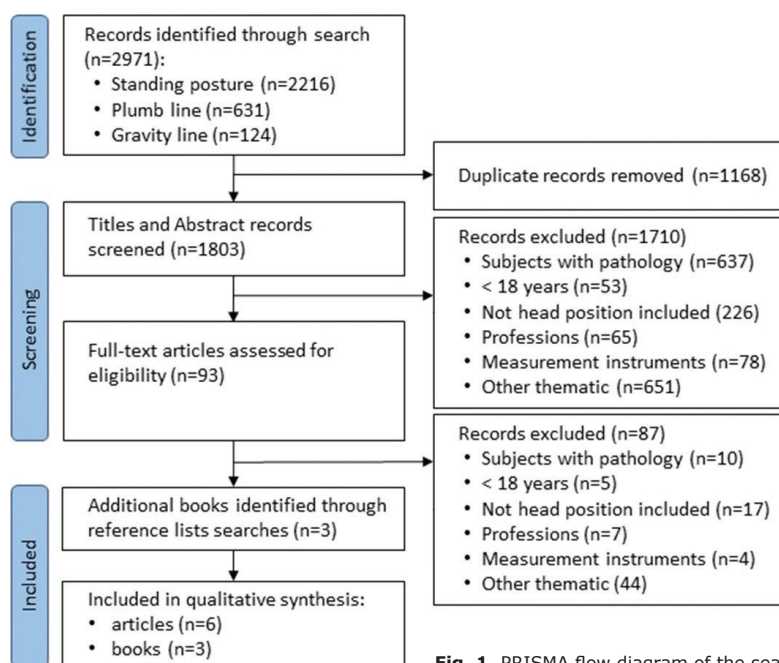 Identification
Records identified through search
(n=2971):
• Standing posture (n=2216)
• Plumb line (n=631)
• Gravity line (n=124)
Duplicate records removed (n=1168)
Screening
Titles and Abstract records
screened (n=1803)
Records excluded (n=1710)
• Subjects with pathology (n=637)
• < 18 years (n=53)
• Not head position included (226)
• Professions (n=65)
• Measurement instruments (n=78)
• Other thematic (n=651)
Full-text articles assessed for
eligibility (n=93)
Records excluded (n=87)
• Subjects with pathology (n=10)
• < 18 years (n=5)
• Not head position included (n=17)
• Professions (n=7)
• Measurement instruments (n=4)
• Other thematic (44)
Included
Additional books identified through
reference lists searches (n=3)
Included in qualitative synthesis:
• articles (n=6)
• books (n=3)
Fig. 1. PRISMA flow diagram of the sea